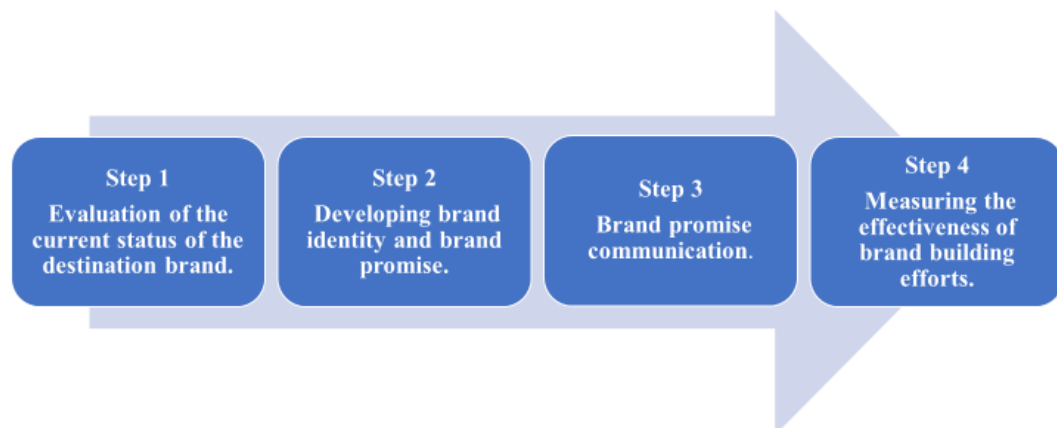 Step 1
Evaluation of the
current status of the
destination brand.
Step 2
Developing brand
identity and brand
promise.
Step 3
Brand promise
communication.
Step 4
Measuring the
effectiveness of
brand building
efforts.